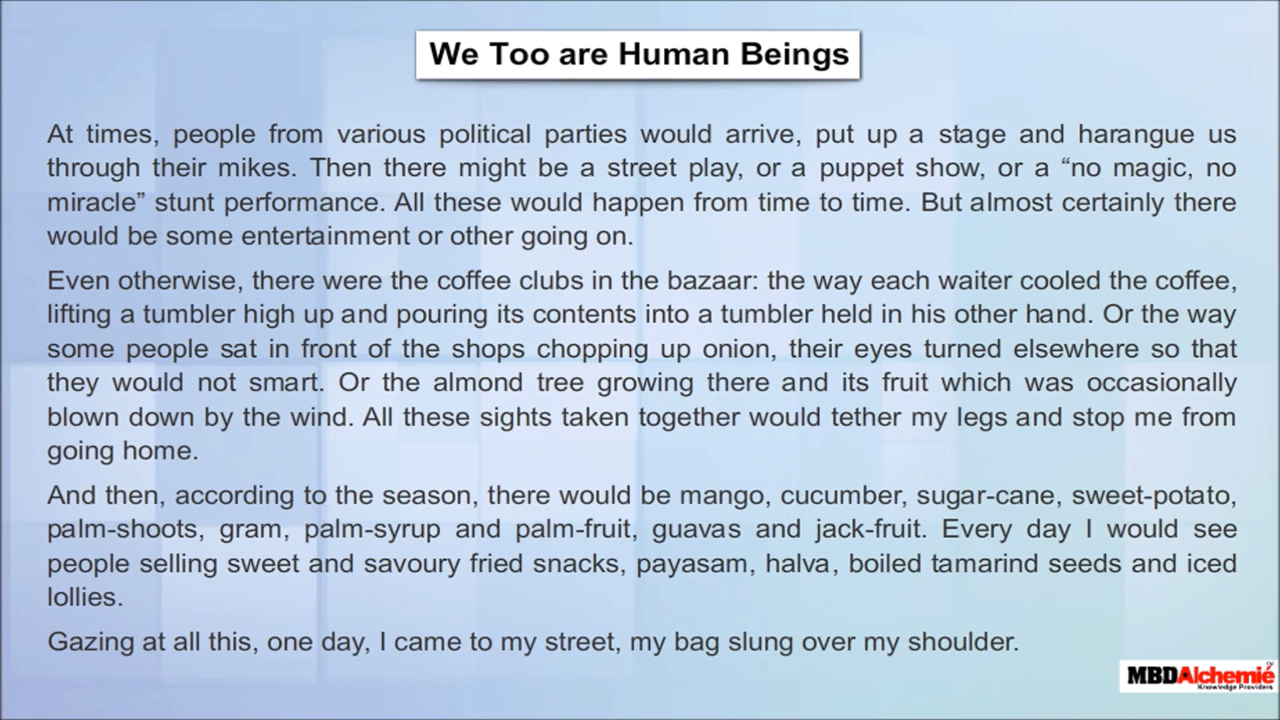 We Too are Human Beings
At times, people from various political parties would arrive, put up a stage and harangue us
through their mikes. Then there might be a street play, or a puppet show, or a “no magic, no
miracle” stunt performance. All these would happen from time to time. But almost certainly there
would be some entertainment or other going on.
Even otherwise, there were the coffee clubs in the bazaar: the way each waiter cooled the coffee,
lifting a tumbler high up and pouring its contents into a tumbler held in his other hand. Or the way
some people sat in front of the shops chopping up onion, their eyes turned elsewhere so that
they would not smart. Or the almond tree growing there and its fruit which was occasionally
blown down by the wind. All these sights taken together would tether my legs and stop me from
going home.
And then, according to the season, there would be mango, cucumber, sugar-cane, sweet-potato,
palm-shoots, gram, palm-syrup and palm-fruit, guavas and jack-fruit. Every day I would see
people selling sweet and savoury fried snacks, payasam, halva, boiled tamarind seeds and iced
lollies.
Gazing at all this, one day, I came to my street, my bag slung over my shoulder.
MBDAlchemié TM
Knowledge Providers